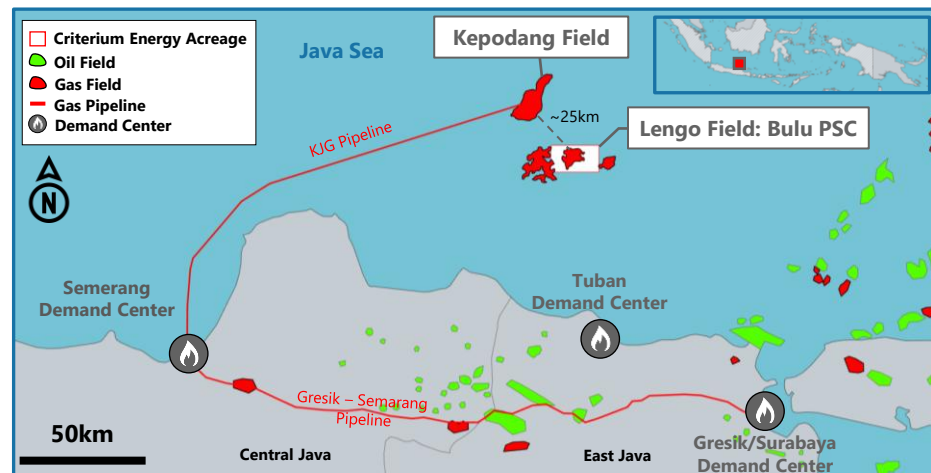 Criterium Energy Acreage
Oil Field
Gas Field
Gas Pipeline
Demand Center
N
Java Sea
Kepodang Field
~25km
Lengo Field: Bulu PSC
KJG Pipeline
Semerang
Demand Center
Tuban
Demand Center
Gresik – Semarang
Pipeline
50km
Central Java
East Java
Gresik/Surabaya
Demand Center